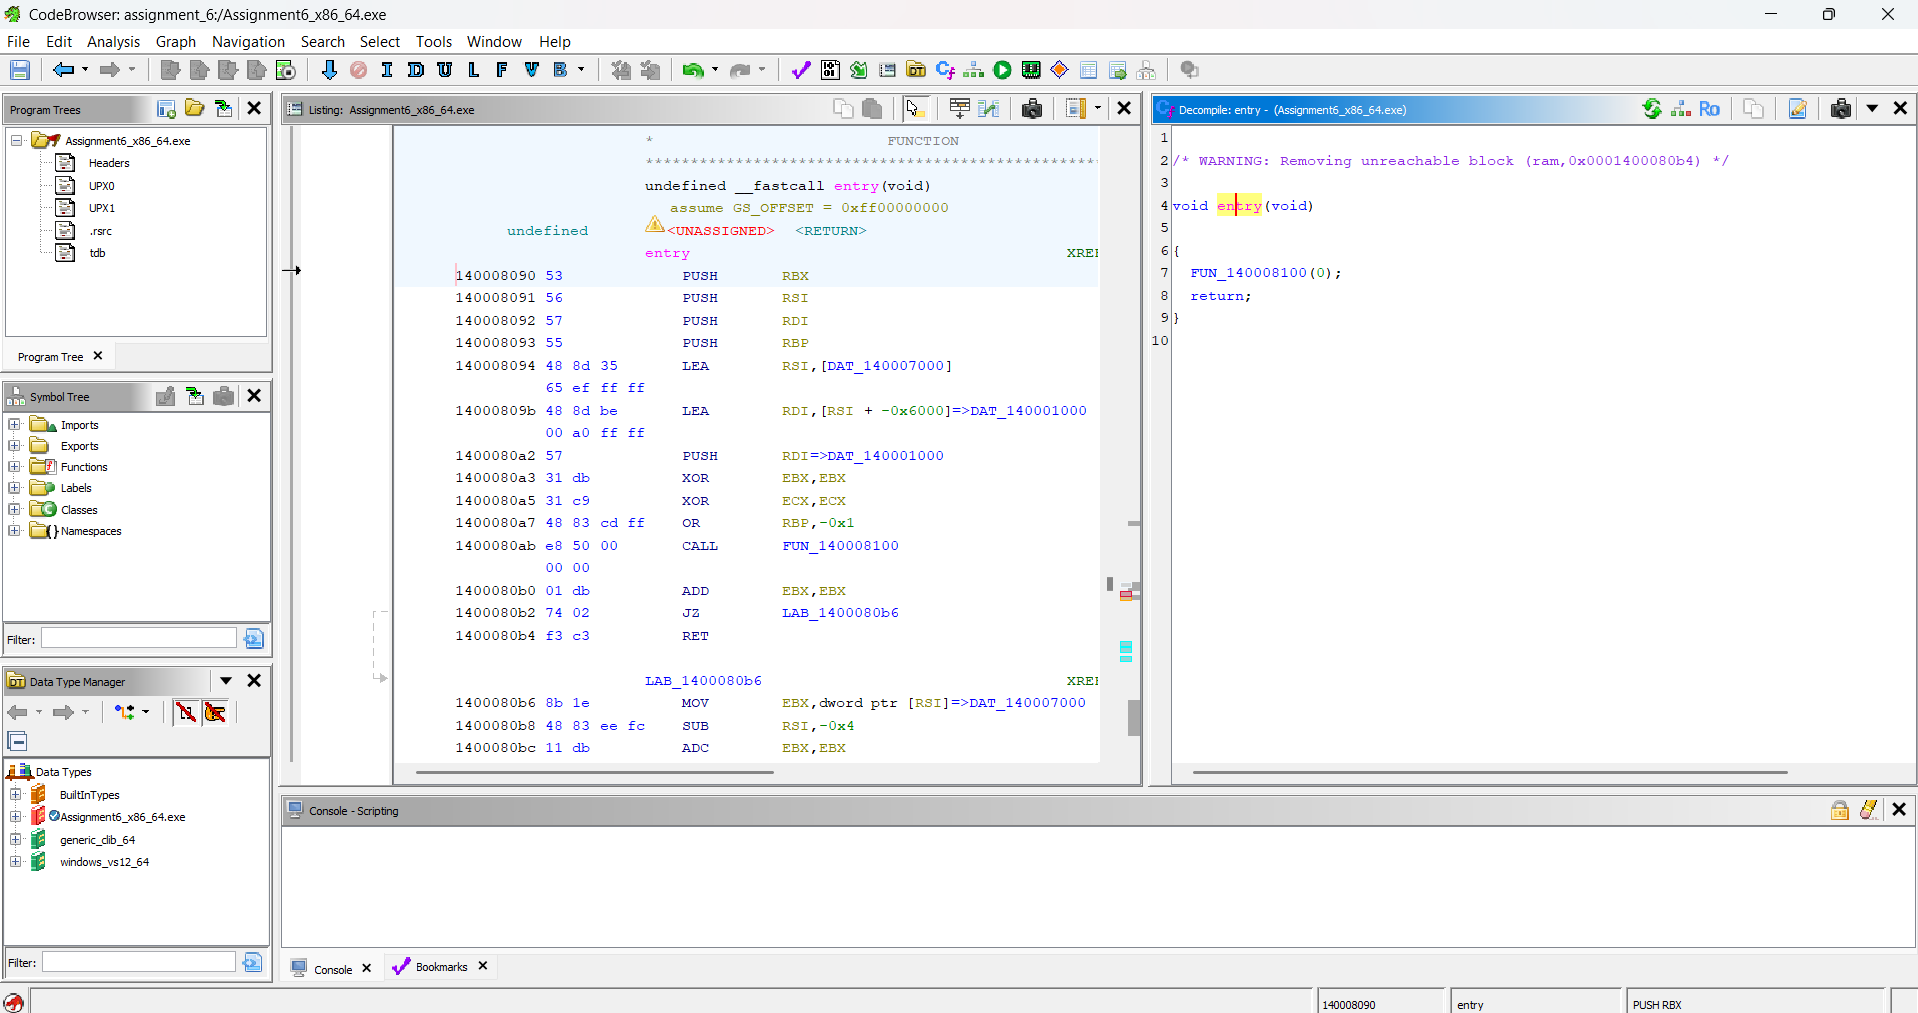 CodeBrowser: assignment_6:/Assignment6_x86_64.exe
File Edit Analysis Graph Navigation Search Select Tools Window Help
Program Trees
Assignment6_x86_64.exe
Headers
UPX0
UPX1
.rsrc
tdb
Program Tree
Symbol Tree
Imports
Exports
Functions
Labels
Classes
Namespaces
Filter:
Data Type Manager
Data Types
BuiltInTypes
Assignment6_x86_64.exe
generic_clib_64
windows_vs12_64
Filter:
Listing: Assignment6_x86_64.exe
* FUNCTION
undefined __fastcall entry(void)
assume GS_OFFSET = 0xff00000000
undefined <UNASSIGNED> <RETURN>
entry XREF
140008090 53 PUSH RBX
140008091 56 PUSH RSI
140008092 57 PUSH RDI
140008093 55 PUSH RBP
140008094 48 8d 35 LEA RSI,[DAT_140007000]
65 ef ff ff
14000809b 48 8d be LEA RDI,[RSI + -0x6000]=>DAT_140001000
00 a0 ff ff
1400080a2 57 PUSH RDI=>DAT_140001000
1400080a3 31 db XOR EBX,EBX
1400080a5 31 c9 XOR ECX,ECX
1400080a7 48 83 cd ff OR RBP,-0x1
1400080ab e8 50 00 CALL FUN_140008100
00 00
1400080b0 01 db ADD EBX,EBX
1400080b2 74 02 JZ LAB_1400080b6
1400080b4 f3 c3 RET
LAB_1400080b6 XREF
1400080b6 8b 1e MOV EBX,dword ptr [RSI]=>DAT_140007000
1400080b8 48 83 ee fc SUB RSI,-0x4
1400080bc 11 db ADC EBX,EBX
Decompile: entry - (Assignment6_x86_64.exe)
1
2 /* WARNING: Removing unreachable block (ram,0x0001400080b4) */
3
4 void entry(void)
5
6 {
7 FUN_140008100(0);
8 return;
9 }
10
Console - Scripting
Console
Bookmarks
140008090
entry
PUSH RBX